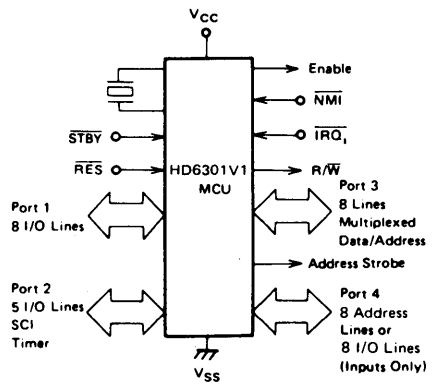 VCC
Enable
NMI
STBY
IRQ1
RES
HD6301V1
MCU
R/W
Port 1
8 I/O Lines
Port 3
8 Lines
Multiplexed
Data/Address
Address Strobe
Port 2
5 I/O Lines
SCI
Timer
Port 4
8 Address
Lines or
8 I/O Lines
(Inputs Only)
VSS